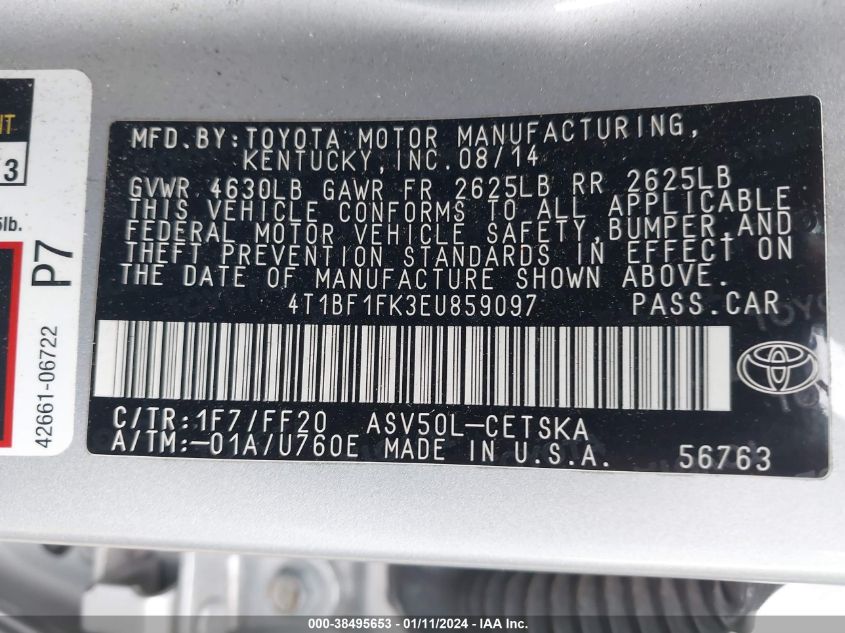 NT
3
5lb.
P7
42661-06722
MFD.BY:TOYOTA MOTOR MANUFACTURING,
KENTUCKY,INC.08/14
GVWR 4630LB GAWR FR 2625LB RR 2625LB
THIS VEHICLE CONFORMS TO ALL APPLICABLE
FEDERAL MOTOR VEHICLE SAFETY,BUMPER,AND
THEFT PREVENTION STANDARDS IN EFFECT ON
THE DATE OF MANUFACTURE SHOWN ABOVE.
4T1BF1FK3EU859097 PASS.CAR
C/TR:1F7/FF20 ASV50L-CETSKA
A/TM:-01A/U760E MADE IN U.S.A. 56763
000-38495653 - 01/11/2024 - IAA Inc.